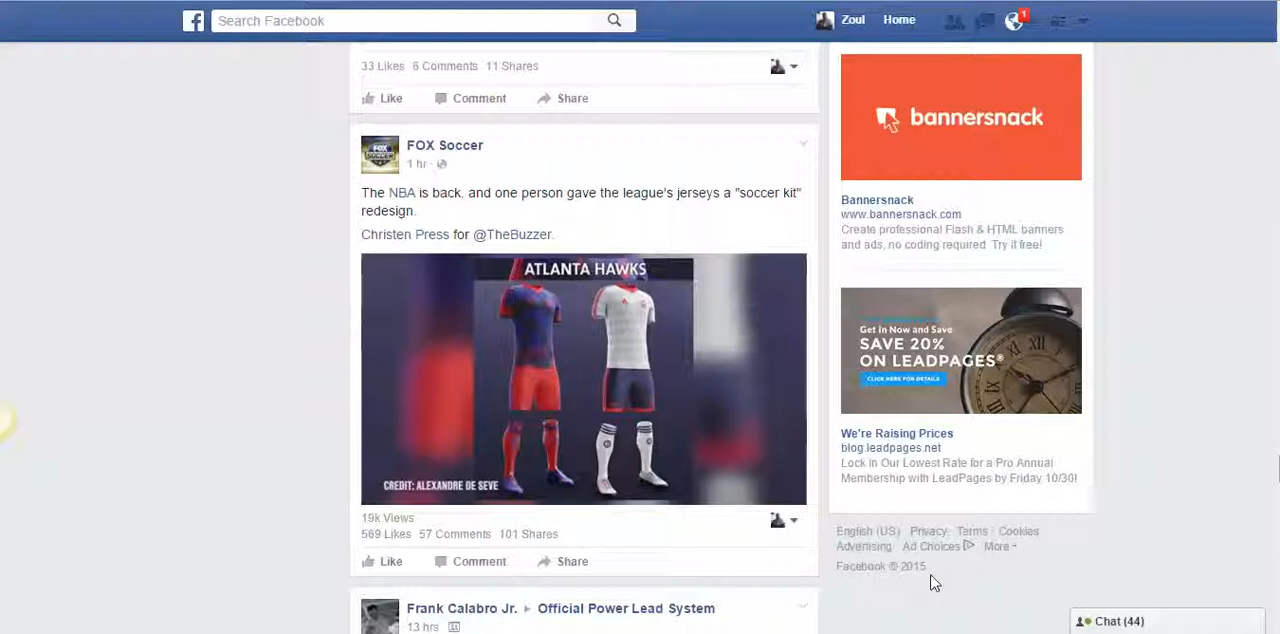 Search Facebook
Zoul
Home
1
33 Likes 6 Comments 11 Shares
Like Comment Share
FOX Soccer
1 hr ·
The NBA is back, and one person gave the league's jerseys a "soccer kit"
redesign.
Christen Press for @TheBuzzer.
ATLANTA HAWKS
CREDIT: ALEXANDRE DE SEVE
19k Views
569 Likes 57 Comments 101 Shares
Like Comment Share
Frank Calabro Jr. ▸ Official Power Lead System
13 hrs
bannersnack
Bannersnack
www.bannersnack.com
Create professional Flash & HTML banners
and ads, no coding required. Try it free!
Get in Now and Save
SAVE 20%
ON LEADPAGES®
CLICK HERE FOR DETAILS
We're Raising Prices
blog.leadpages.net
Lock in Our Lowest Rate for a Pro Annual
Membership with LeadPages by Friday 10/30!
English (US) Privacy Terms Cookies
Advertising Ad Choices More
Facebook © 2015
Chat (44)